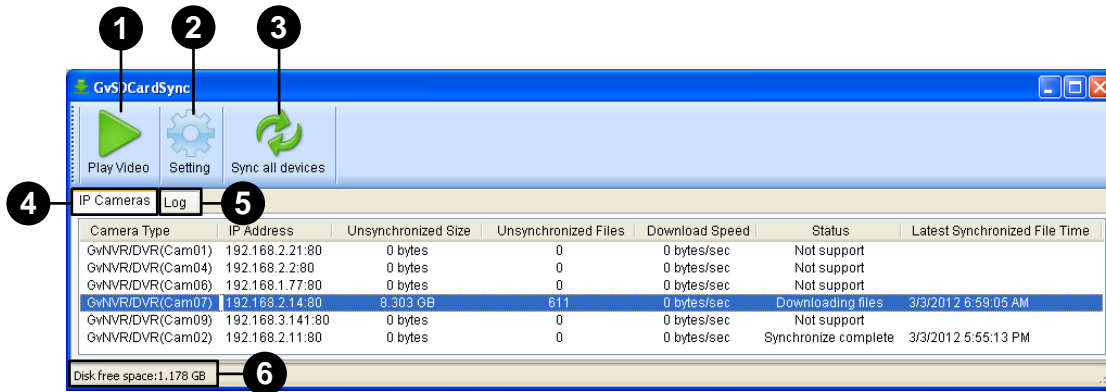 1 2 3
GvSDCardSync
Play Video Setting Sync all devices
4 IP Cameras Log 5
Camera Type IP Address Unsynchronized Size Unsynchronized Files Download Speed Status Latest Synchronized File Time
GvNVR/DVR(Cam01) 192.168.2.21:80 0 bytes 0 0 bytes/sec Not support
GvNVR/DVR(Cam04) 192.168.2.2:80 0 bytes 0 0 bytes/sec Not support
GvNVR/DVR(Cam06) 192.168.1.77:80 0 bytes 0 0 bytes/sec Not support
GvNVR/DVR(Cam07) 192.168.2.14:80 8.303 GB 611 0 bytes/sec Downloading files 3/3/2012 6:59:05 AM
GvNVR/DVR(Cam09) 192.168.3.141:80 0 bytes 0 0 bytes/sec Not support
GvNVR/DVR(Cam02) 192.168.2.11:80 0 bytes 0 0 bytes/sec Synchronize complete 3/3/2012 5:55:13 PM
Disk free space:1.178 GB 6